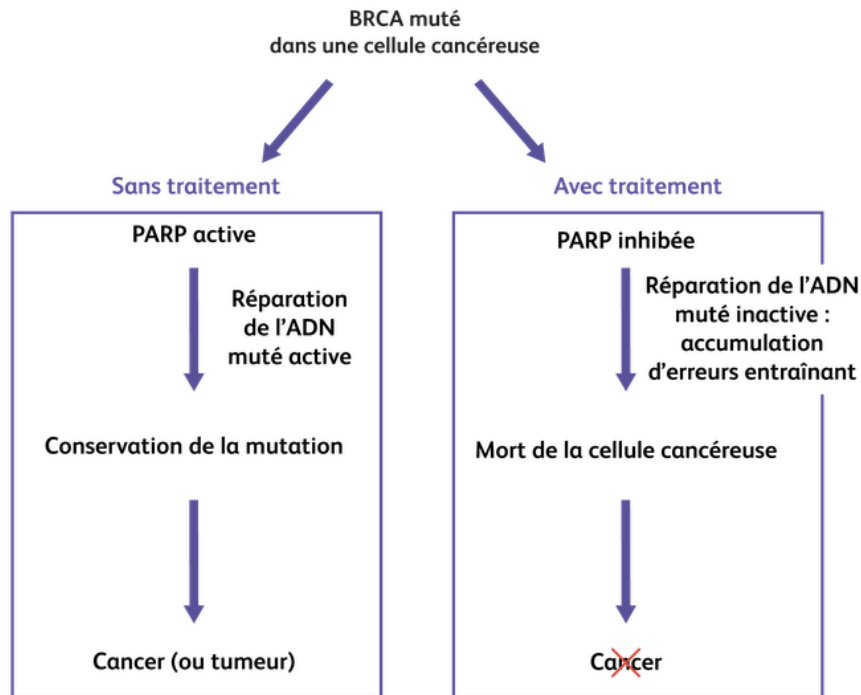 BRCA muté
dans une cellule cancéreuse
Sans traitement
PARP active
Réparation
de l'ADN
muté active
Conservation de la mutation
Cancer (ou tumeur)
Avec traitement
PARP inhibée
Réparation de l'ADN
muté inactive :
accumulation
d'erreurs entraînant
Mort de la cellule cancéreuse
Cancer